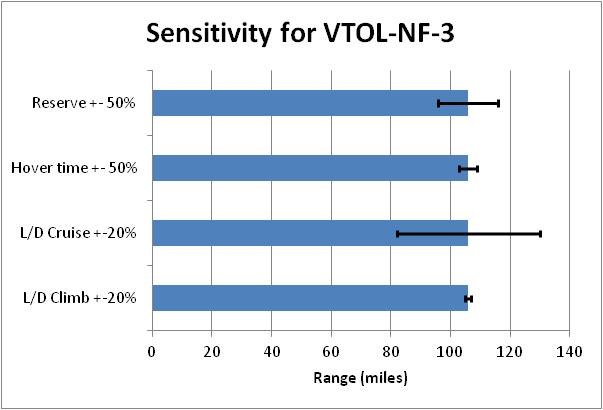 Sensitivity for VTOL-NF-3
Reserve +- 50%
Hover time +- 50%
L/D Cruise +-20%
L/D Climb +-20%
0 20 40 60 80 100 120 140
Range (miles)